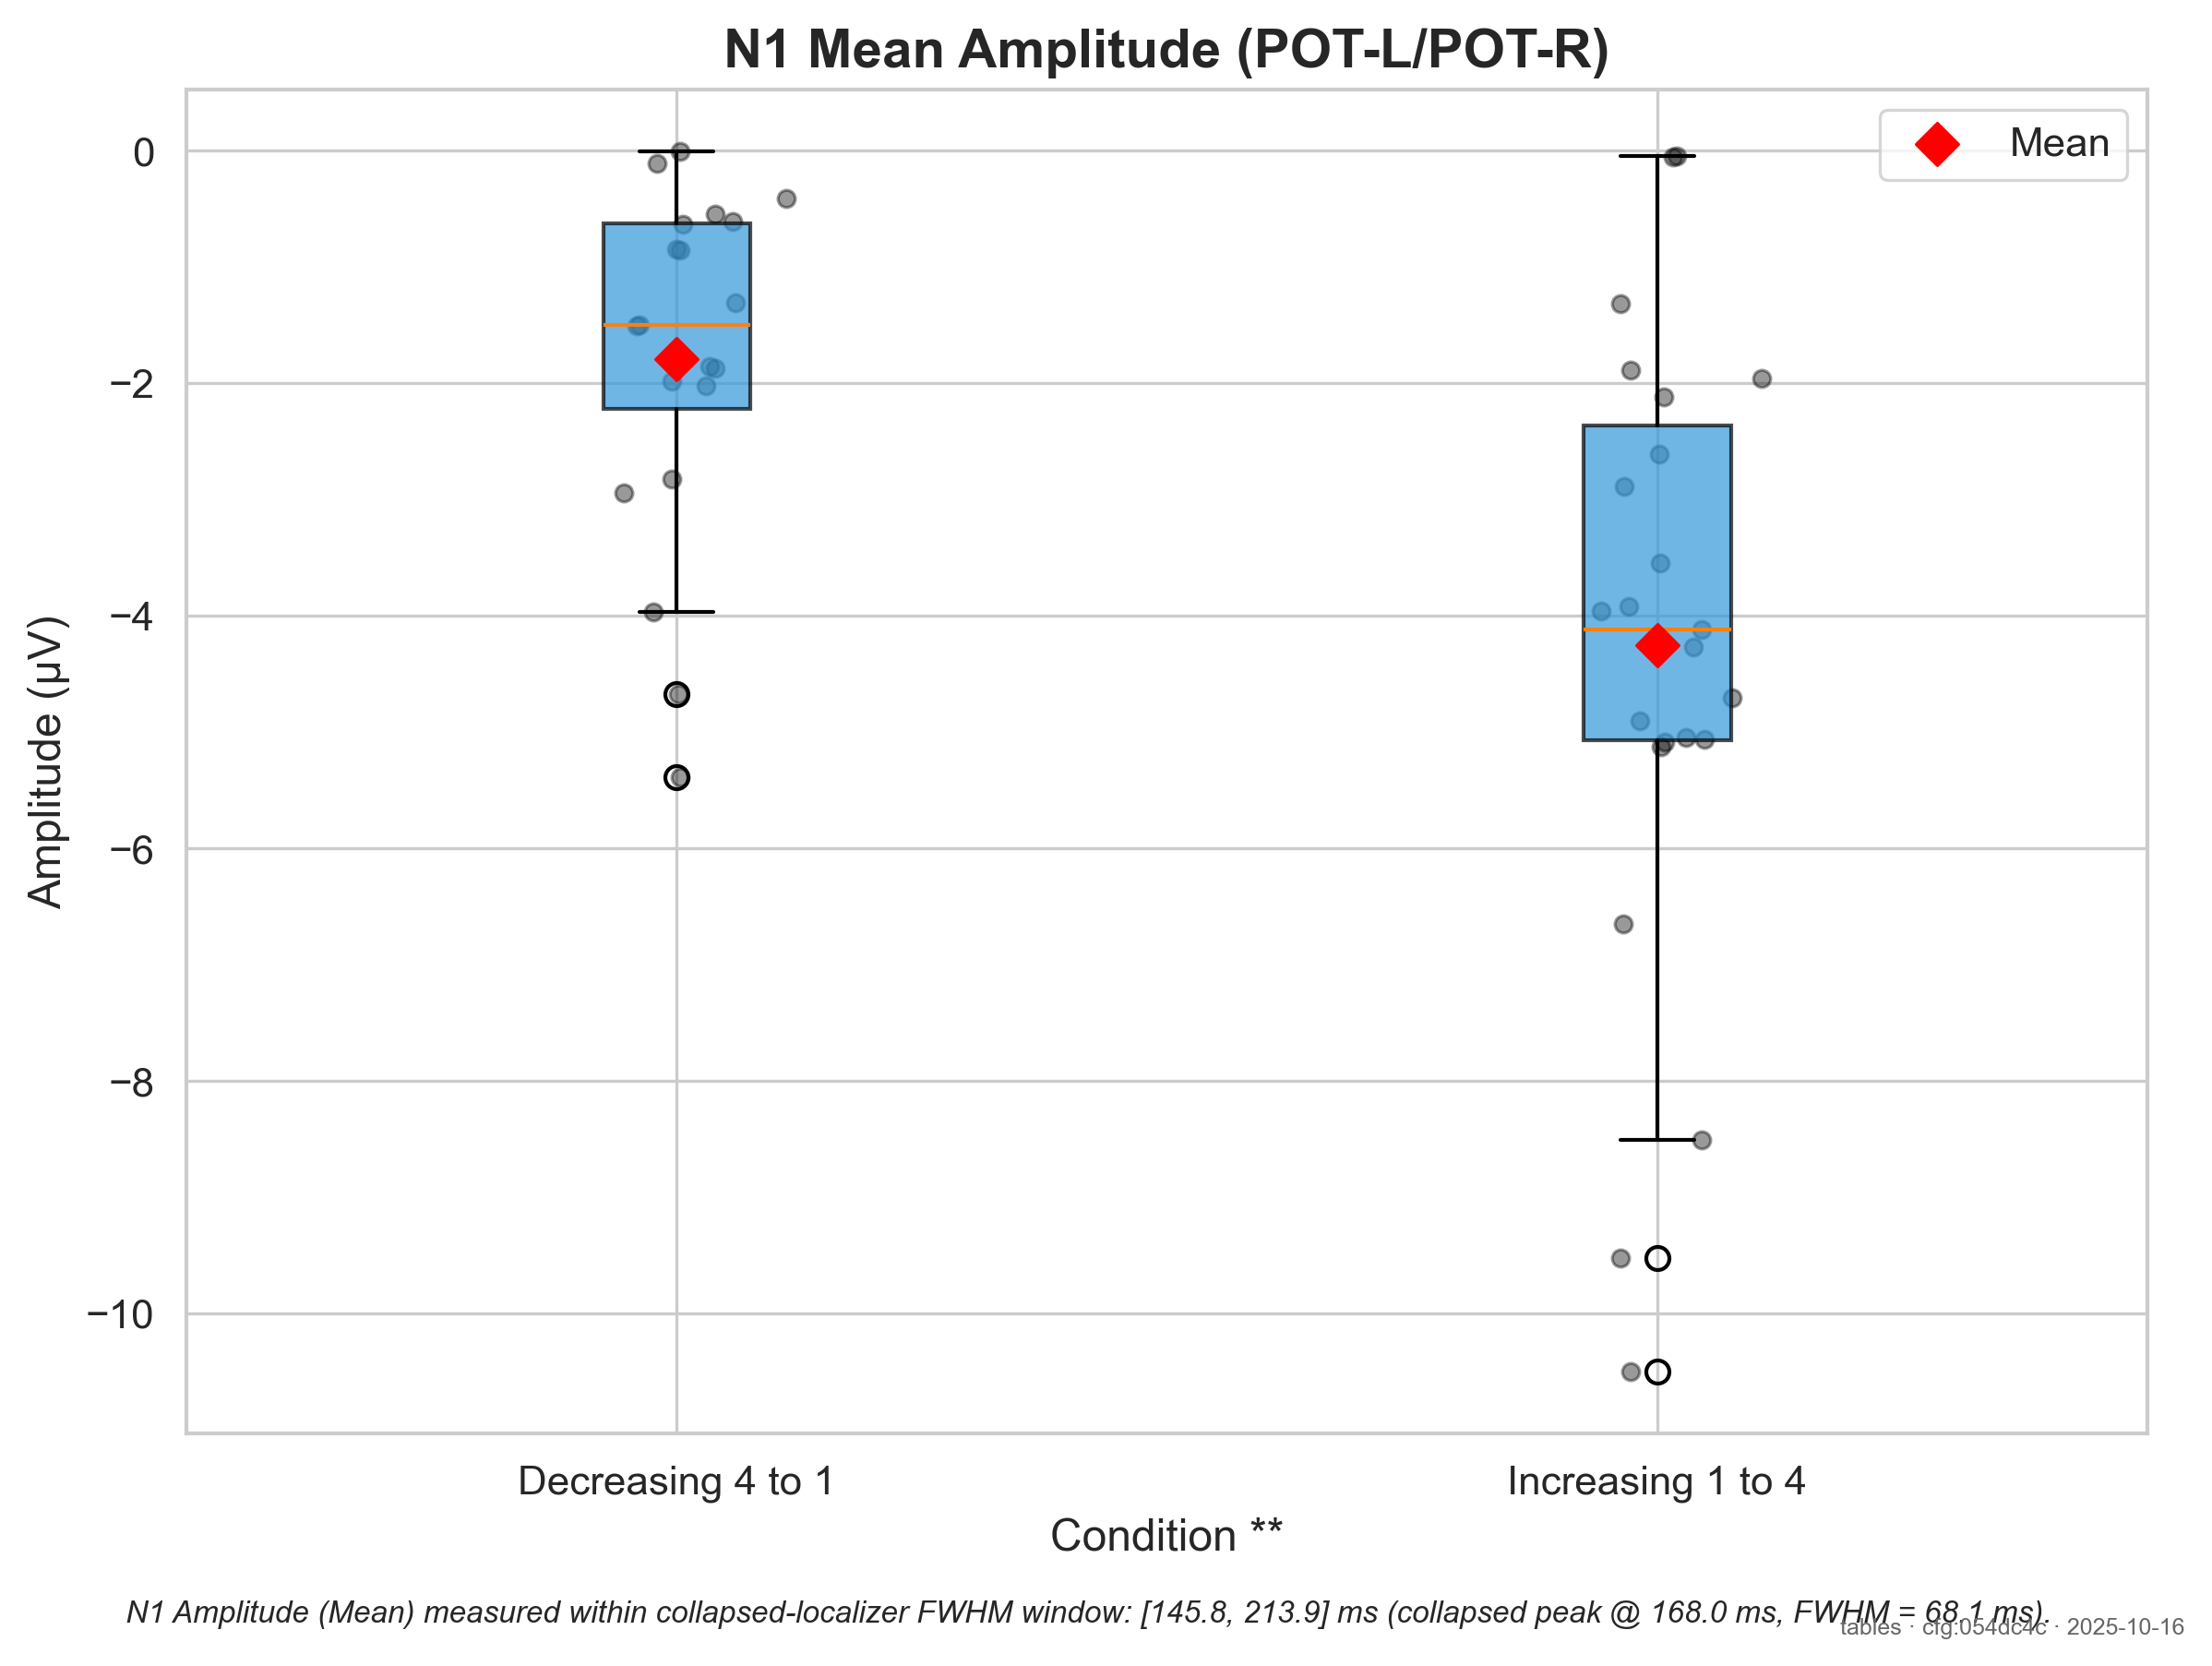 N1 Mean Amplitude (POT-L/POT-R)
Mean
0
−2
−4
−6
−8
−10
Amplitude (µV)
Decreasing 4 to 1
Increasing 1 to 4
Condition **
N1 Amplitude (Mean) measured within collapsed-localizer FWHM window: [145.8, 213.9] ms (collapsed peak @ 168.0 ms, FWHM = 68.1 ms).
tables · cfg:054dc4c · 2025-10-16